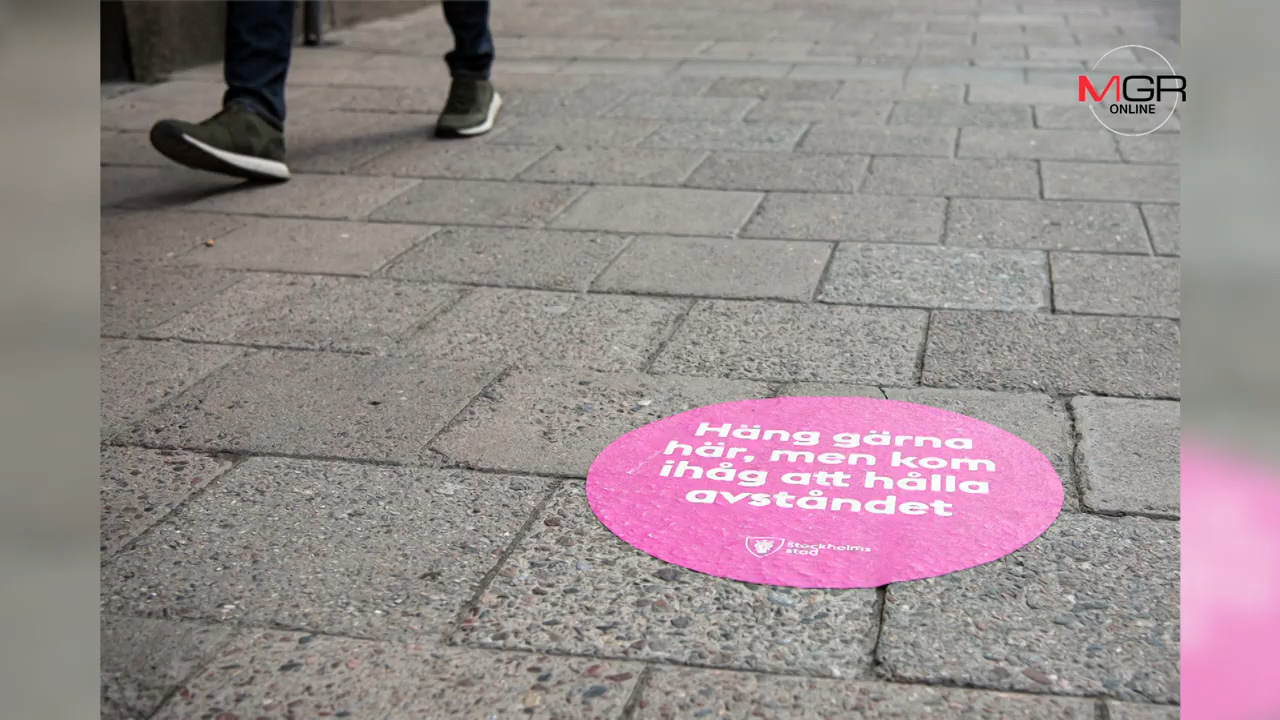 MGR
ONLINE
Häng gärna
här, men kom
ihåg att hålla
avståndet
Stockholms
stad